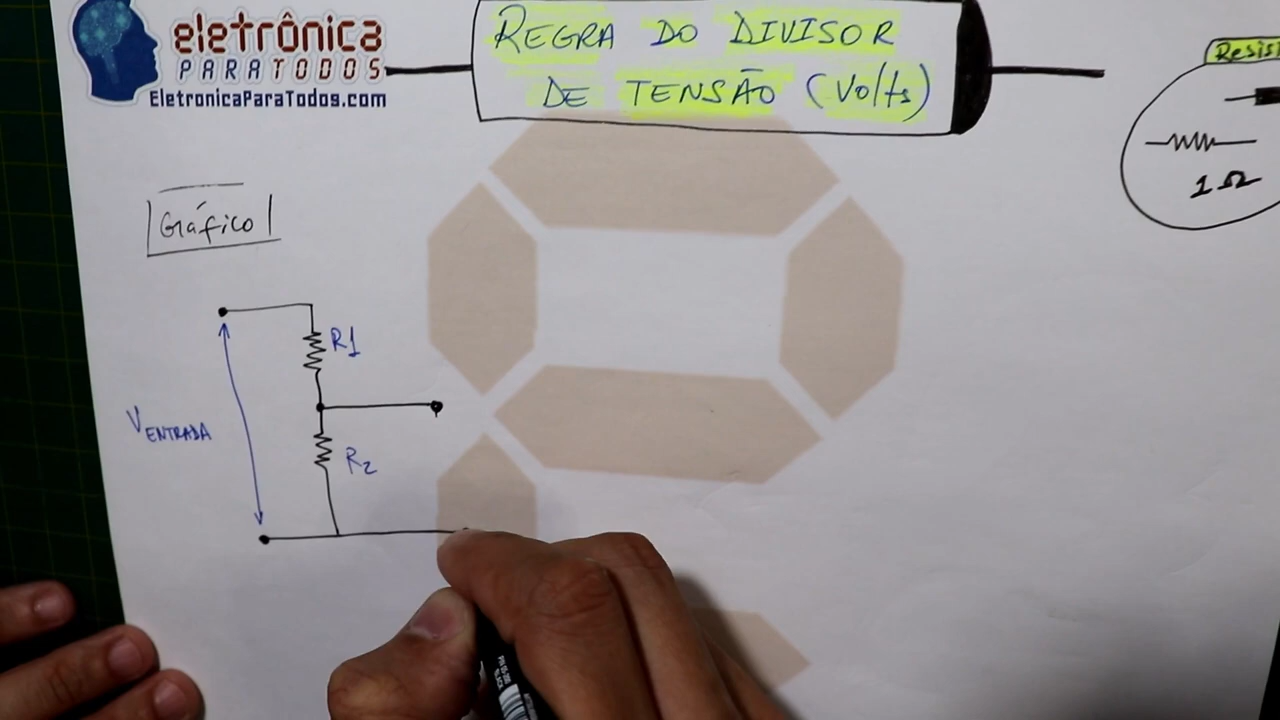 eletrônica
PARATODOS
EletronicaParaTodos.com
REGRA DO DIVISOR
DE TENSÃO (Volts)
1Ω
Gráfico
R1
VENTRADA
R2